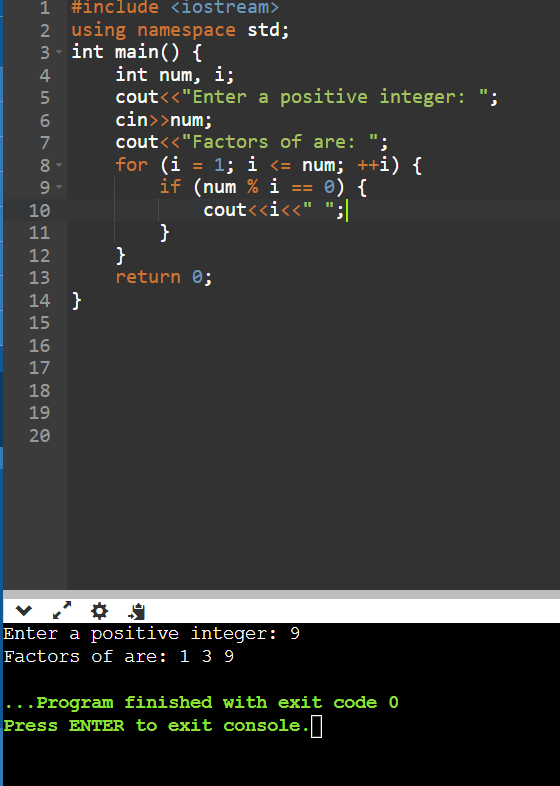 1 #include <iostream>
2 using namespace std;
3 int main() {
4     int num, i;
5     cout<<"Enter a positive integer: ";
6     cin>>num;
7     cout<<"Factors of are: ";
8     for (i = 1; i <= num; ++i) {
9         if (num % i == 0) {
10             cout<<i<<" ";
11         }
12     }
13     return 0;
14 }
15
16
17
18
19
20
Enter a positive integer: 9
Factors of are: 1 3 9
...Program finished with exit code 0
Press ENTER to exit console.